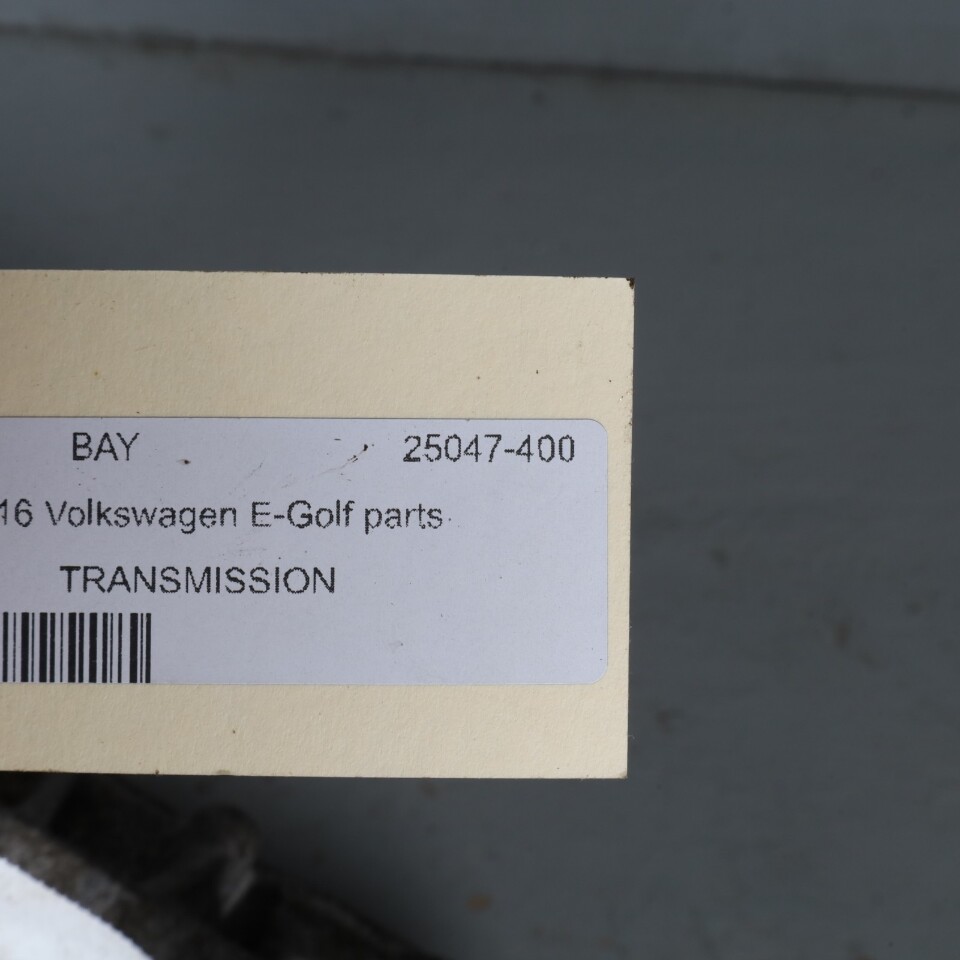 BAY 25047-400
16 Volkswagen E-Golf parts
TRANSMISSION